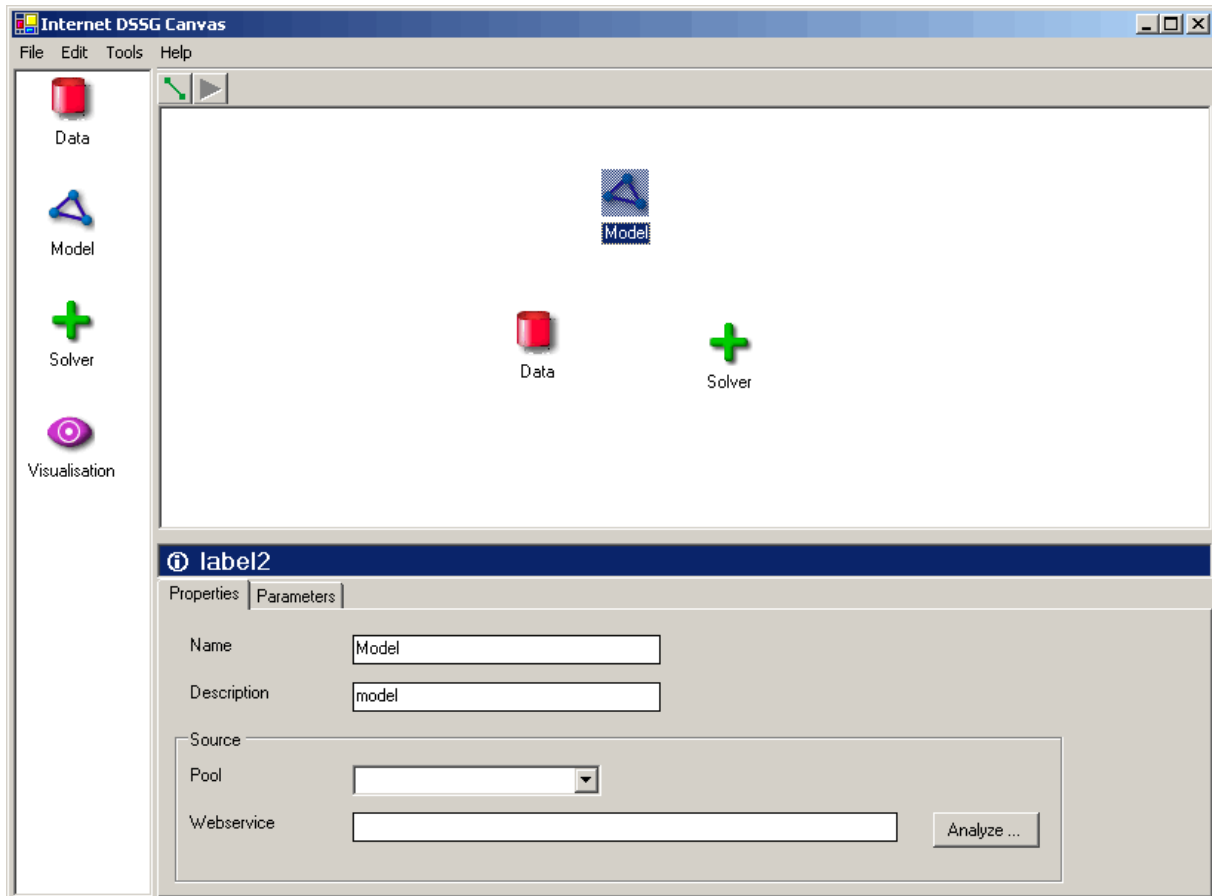 Internet DSSG Canvas
File Edit Tools Help
Data
Model
Solver
Visualisation
Model
Data
Solver
label2
Properties Parameters
Name Model
Description model
Source
Pool
Webservice Analyze ...